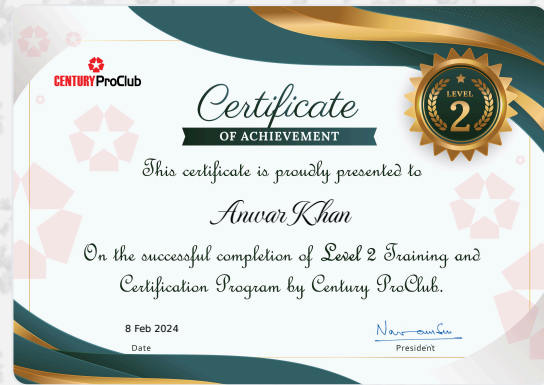 CENTURY ProClub
LEVEL
2
Certificate
OF ACHIEVEMENT
This certificate is proudly presented to
Anwar Khan
On the successful completion of Level 2 Training and
Certification Program by Century ProClub.
8 Feb 2024
Date
President